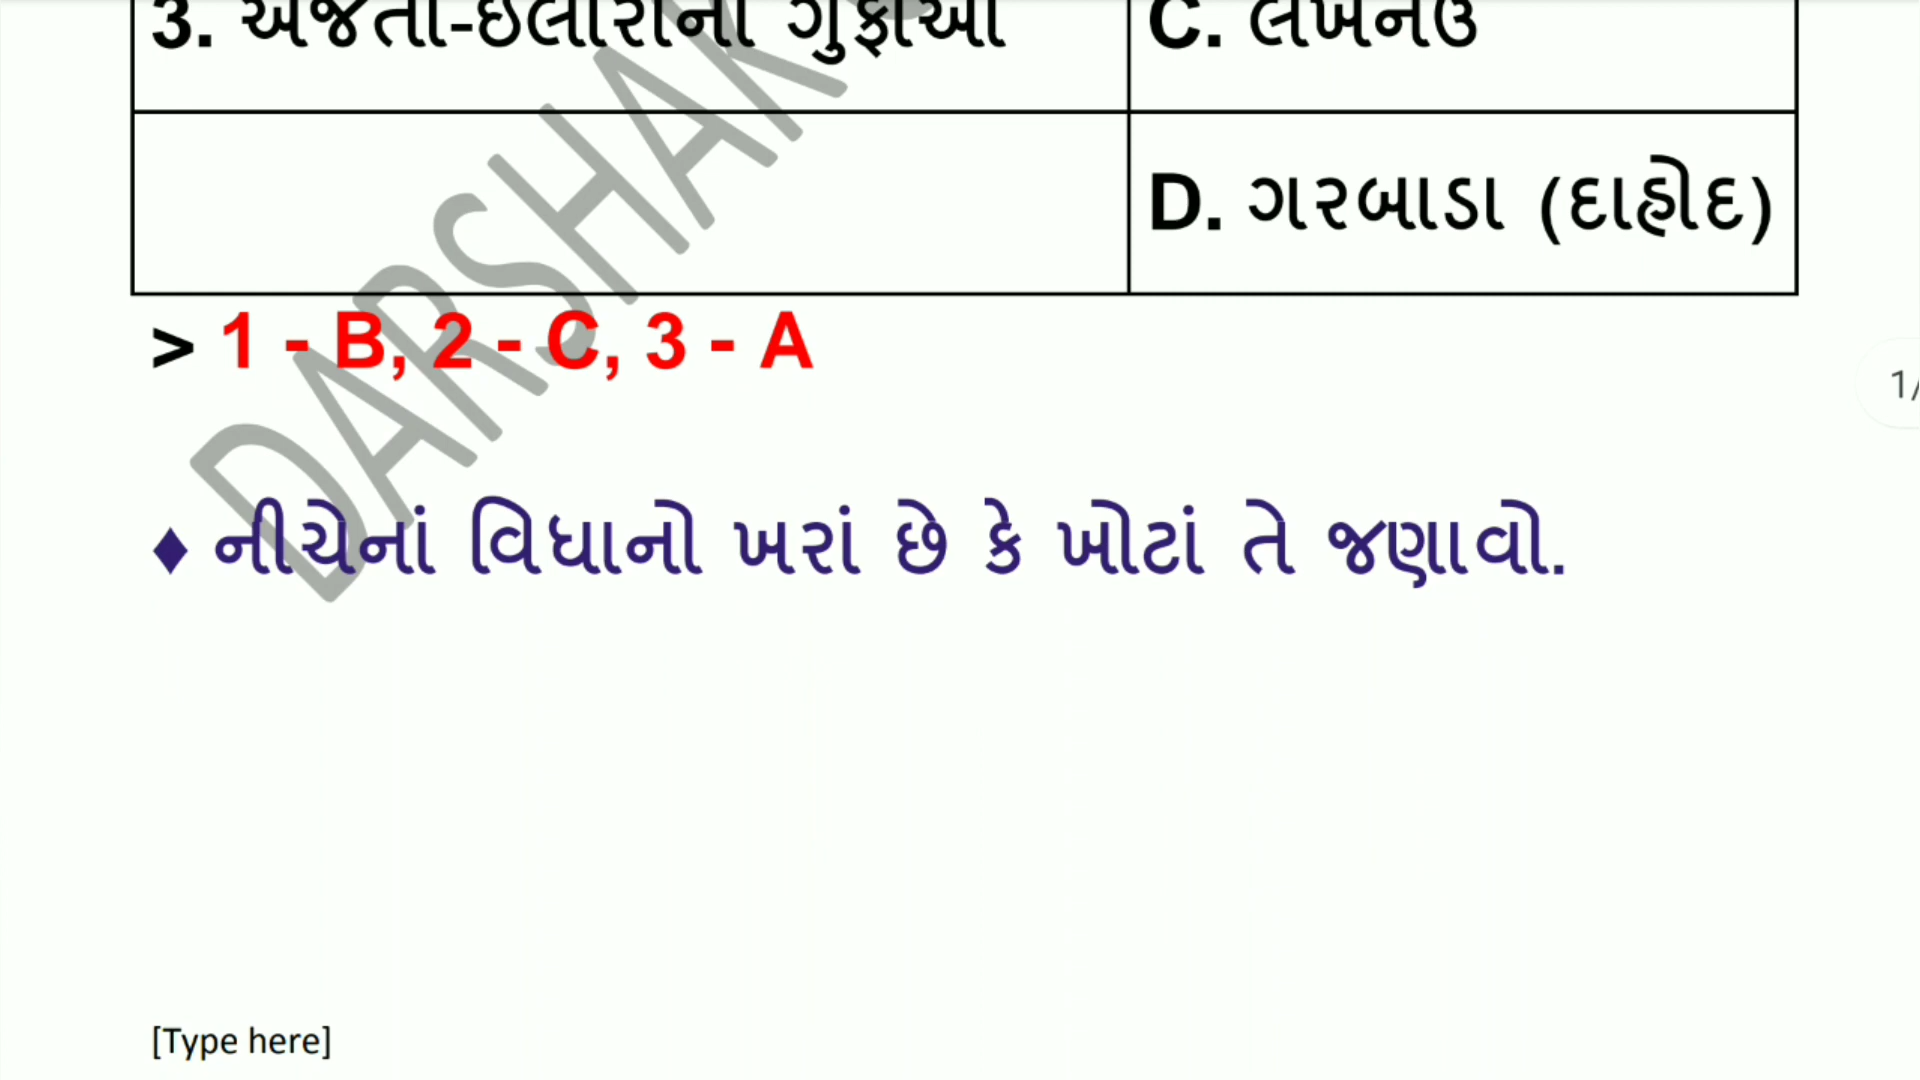 3. અજંતા-ઇલોરાની ગુફાઓ
C. લખનઉ
D. ગરબાડા (દાહોદ)
> 1 - B, 2 - C, 3 - A
♦ નીચેનાં વિધાનો ખરાં છે કે ખોટાં તે જણાવો.
[Type here]
DARSHAK
1/